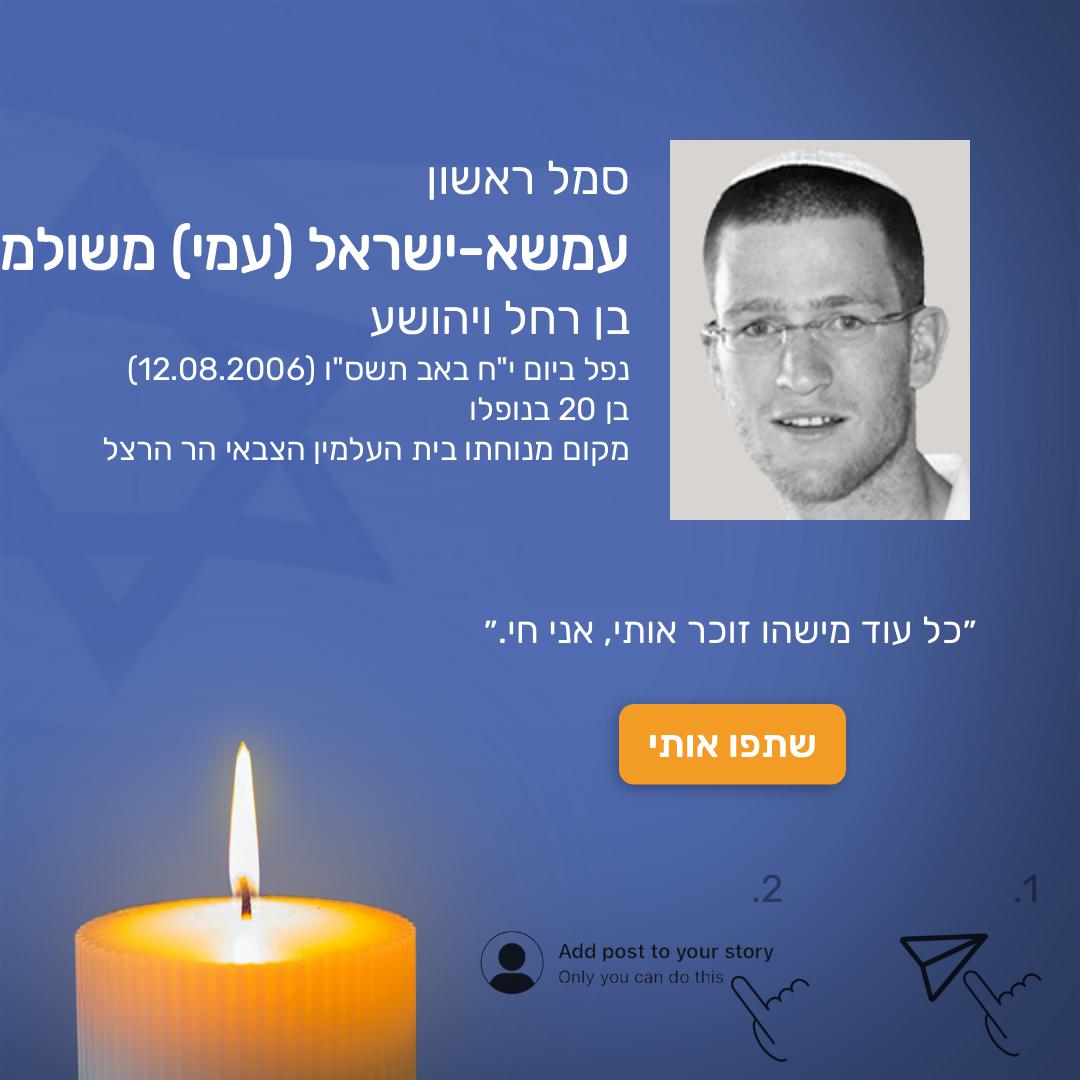 סמל ראשון
עמשא-ישראל (עמי) משולמ
בן רחל ויהושע
נפל ביום י"ח באב תשס"ו (12.08.2006)
בן 20 בנופלו
מקום מנוחתו בית העלמין הצבאי הר הרצל
״כל עוד מישהו זוכר אותי, אני חי.״
שתפו אותי
1.
2.
Add post to your story
Only you can do this